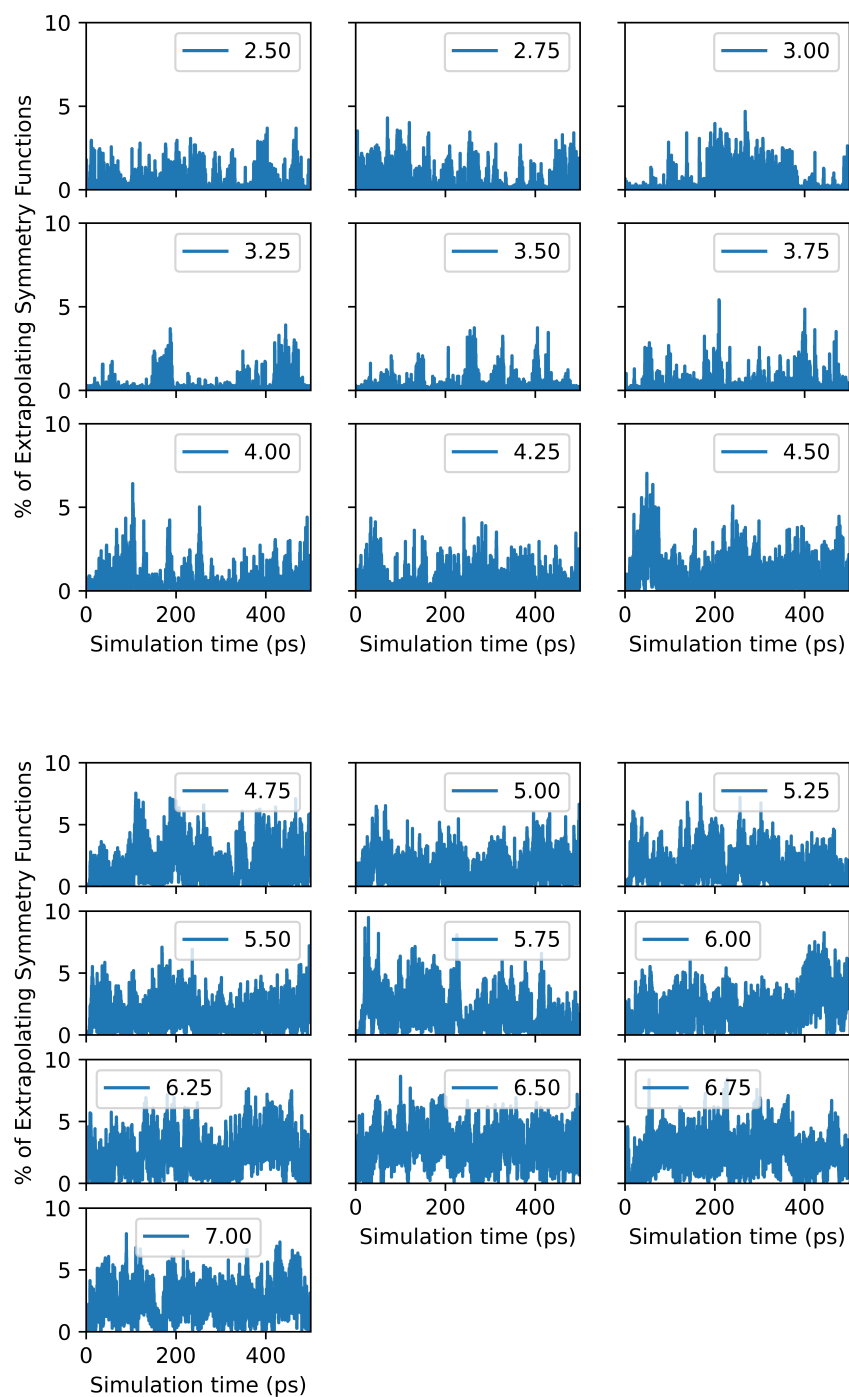 % of Extrapolating Symmetry Functions
10
5
0
2.50
2.75
3.00
10
5
0
3.25
3.50
3.75
10
5
0
4.00
4.25
4.50
0 200 400
0 200 400
0 200 400
Simulation time (ps)
Simulation time (ps)
Simulation time (ps)
% of Extrapolating Symmetry Functions
10
5
0
4.75
5.00
5.25
10
5
0
5.50
5.75
6.00
10
5
0
6.25
6.50
6.75
0 200 400
0 200 400
Simulation time (ps)
Simulation time (ps)
10
5
0
7.00
0 200 400
Simulation time (ps)